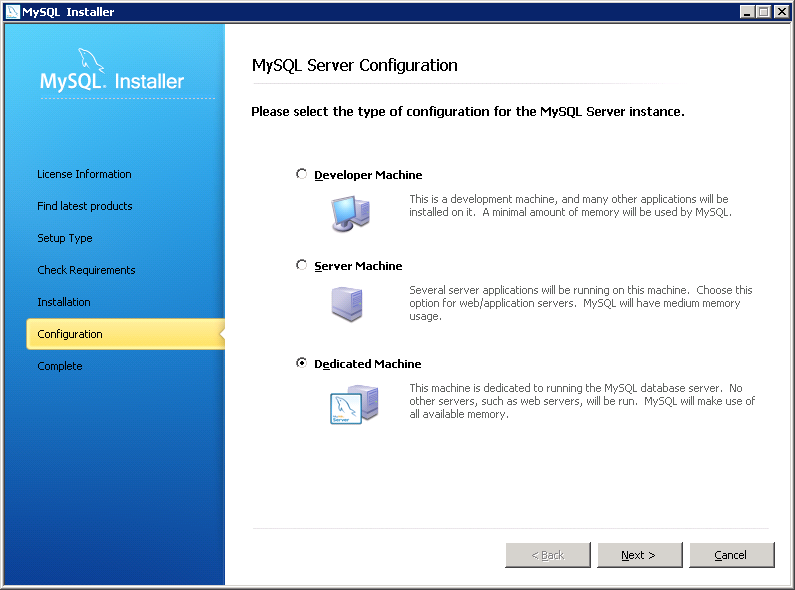 MySQL Installer
MySQL. Installer
License Information
Find latest products
Setup Type
Check Requirements
Installation
Configuration
Complete
MySQL Server Configuration
Please select the type of configuration for the MySQL Server instance.
Developer Machine
This is a development machine, and many other applications will be
installed on it. A minimal amount of memory will be used by MySQL.
Server Machine
Several server applications will be running on this machine. Choose this
option for web/application servers. MySQL will have medium memory
usage.
Dedicated Machine
This machine is dedicated to running the MySQL database server. No
other servers, such as web servers, will be run. MySQL will make use of
all available memory.
Server
< Back
Next >
Cancel